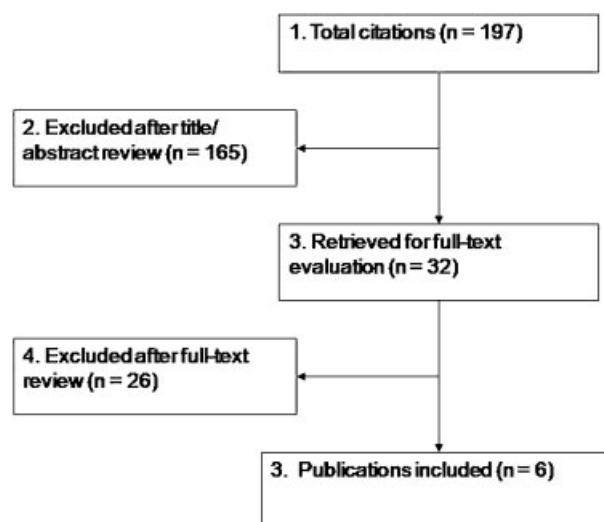 1. Total citations (n = 197)
2. Excluded after title/
abstract review (n = 165)
3. Retrieved for full-text
evaluation (n = 32)
4. Excluded after full-text
review (n = 26)
3. Publications included (n = 6)